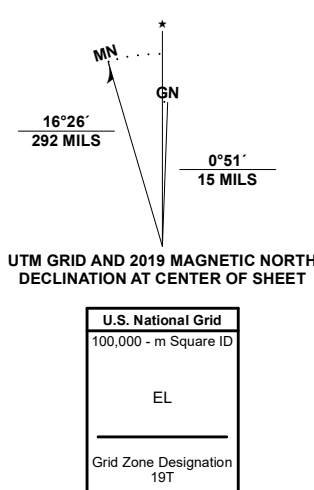 ★
MN
GN
16°26´
292 MILS
0°51´
15 MILS
UTM GRID AND 2019 MAGNETIC NORTH
DECLINATION AT CENTER OF SHEET
U.S. National Grid
100,000 - m Square ID
EL
Grid Zone Designation
19T